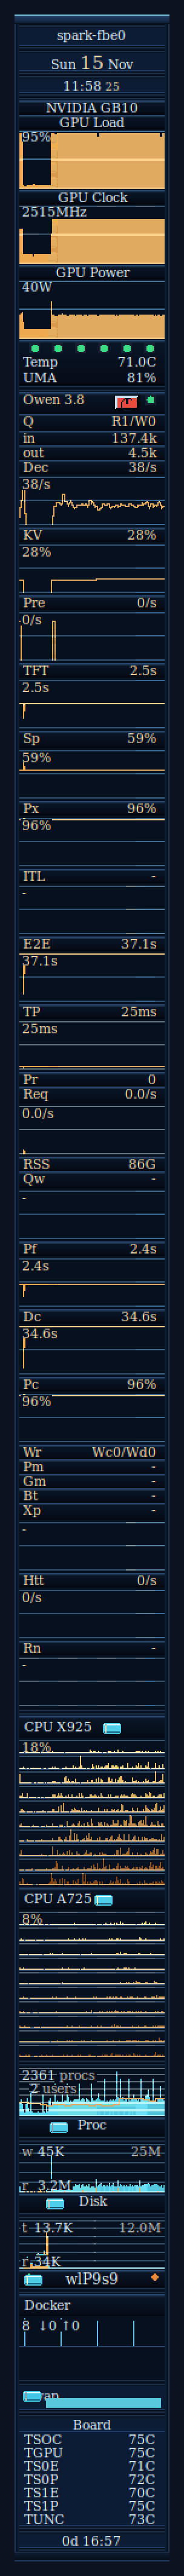 spark-fbe0
Sun 15 Nov
11:58 25
NVIDIA GB10
GPU Load
95%
GPU Clock
2515MHz
GPU Power
40W
Temp 71.0C
UMA 81%
Owen 3.8
Q R1/W0
in 137.4k
out 4.5k
Dec 38/s
38/s
KV 28%
28%
Pre 0/s
0/s
TFT 2.5s
2.5s
Sp 59%
59%
Px 96%
96%
ITL -
-
E2E 37.1s
37.1s
TP 25ms
25ms
Pr 0
Req 0.0/s
0.0/s
RSS 86G
Qw -
-
Pf 2.4s
2.4s
Dc 34.6s
34.6s
Pc 96%
96%
Wr Wc0/Wd0
Pm -
Gm -
Bt -
Xp -
-
Htt 0/s
0/s
Rn -
-
CPU X925
18%
CPU A725
8%
2361 procs
2 users
Proc
w 45K 25M
r 3.2M
Disk
t 13.7K 12.0M
r 34K
wlP9s9
Docker
8 ↓0 ↑0
Board
TSOC 75C
TGPU 75C
TS0E 71C
TS0P 72C
TS1E 70C
TS1P 75C
TUNC 73C
0d 16:57